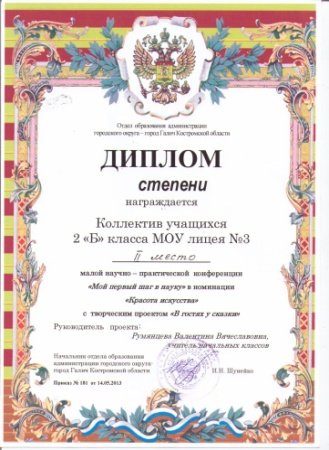 Отдел образования администрации
городского округа – город Галич Костромской области
ДИПЛОМ
степени
награждается
Коллектив учащихся
2 «Б» класса МОУ лицея №3
II место
малой научно – практической конференции
«Мой первый шаг в науку» в номинации
«Красота искусства»
с творческим проектом «В гостях у сказки»
Руководитель проекта:
Румянцева Валентина Вячеславовна,
учитель начальных классов
Начальник отдела образования
администрации городского округа –
город Галич Костромской области
И.Н. Шувейко
Приказ № 181 от 14.05.2013